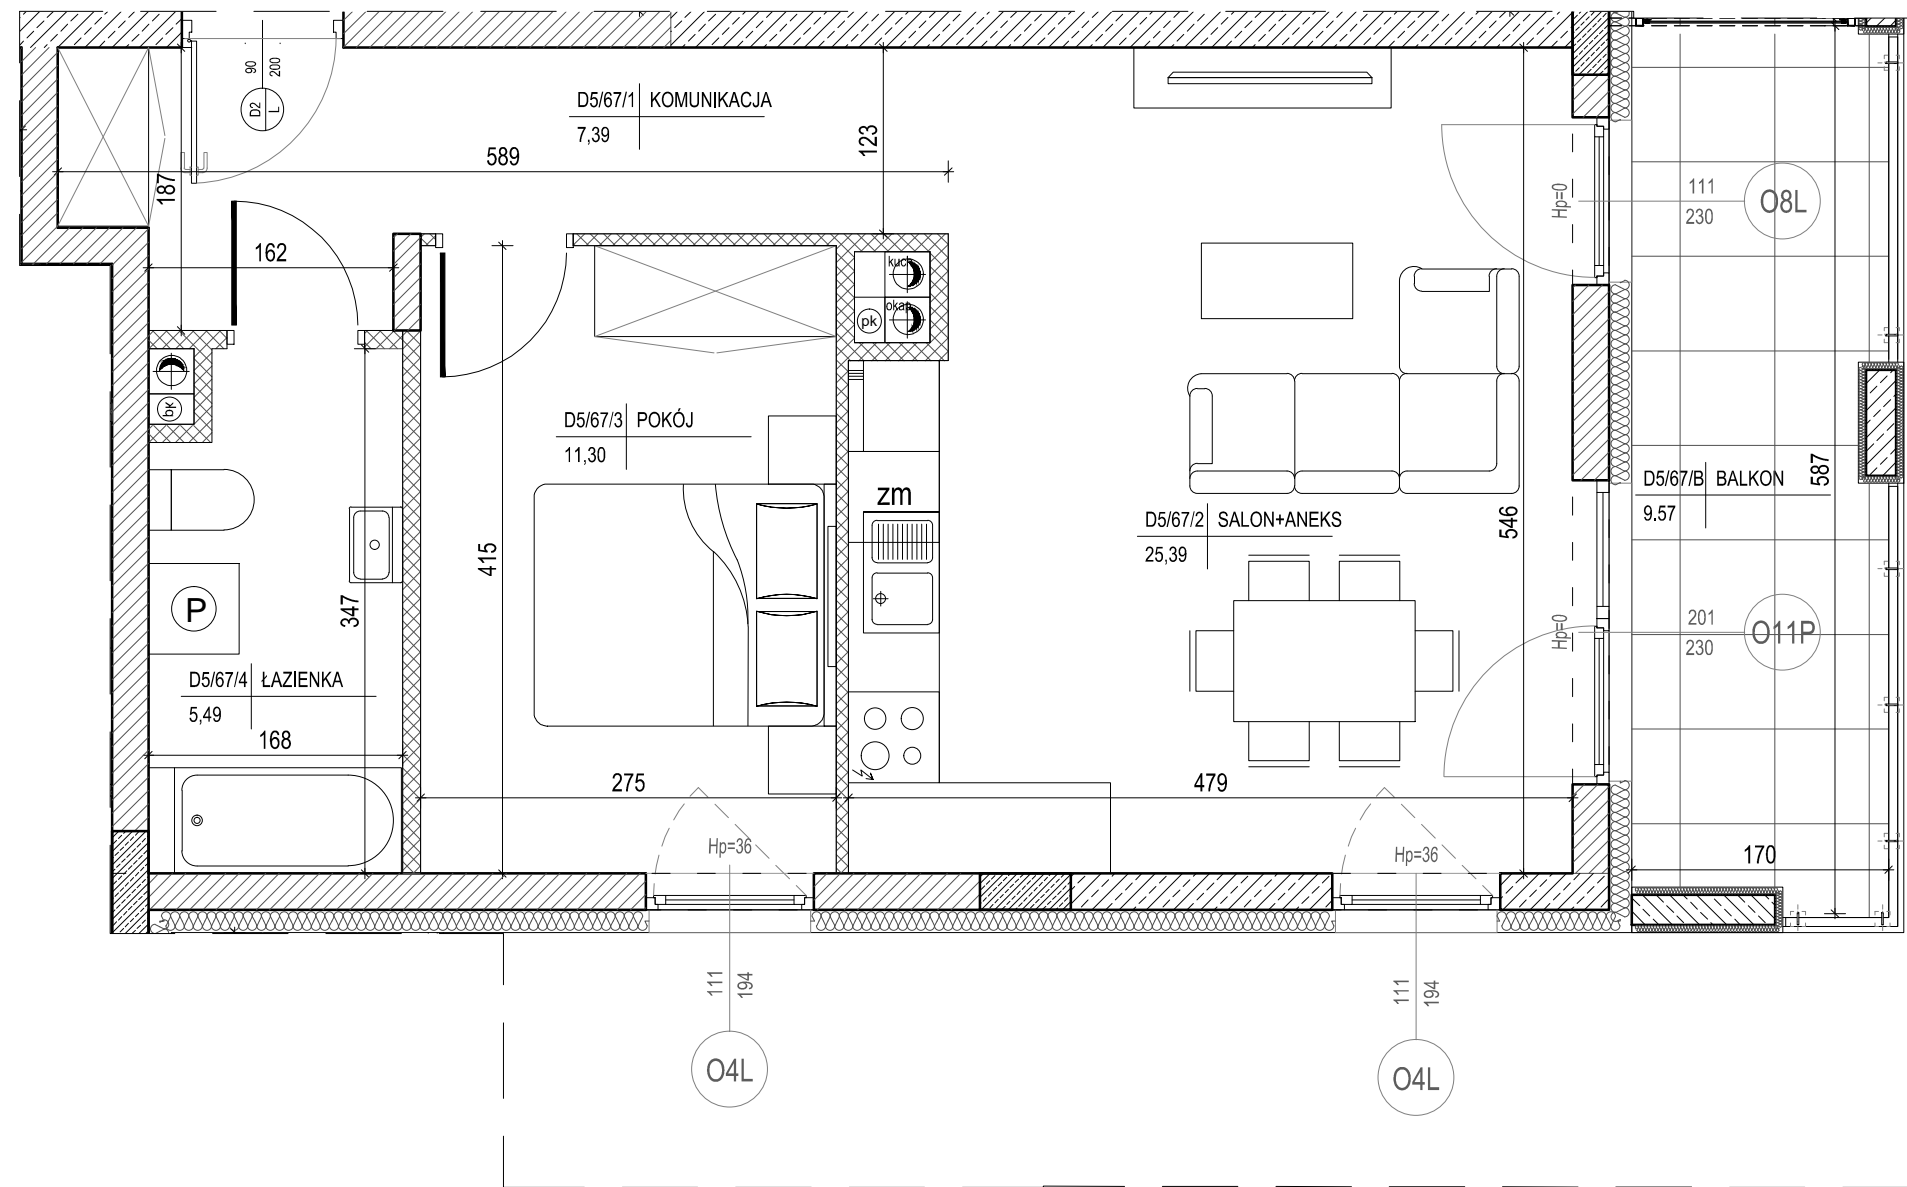 90
200
D2
L
D5/67/1 KOMUNIKACJA
7,39
589
123
187
162
kuch
okap
pk
pk
111
230
O8L
Hp=0
D5/67/3 POKÓJ
11,30
zm
D5/67/2 SALON+ANEKS
25,39
546
587
D5/67/B BALKON
9.57
415
347
P
201
230
O11P
Hp=0
D5/67/4 ŁAZIENKA
5,49
168
275
479
Hp=36
Hp=36
170
111
194
111
194
O4L
O4L